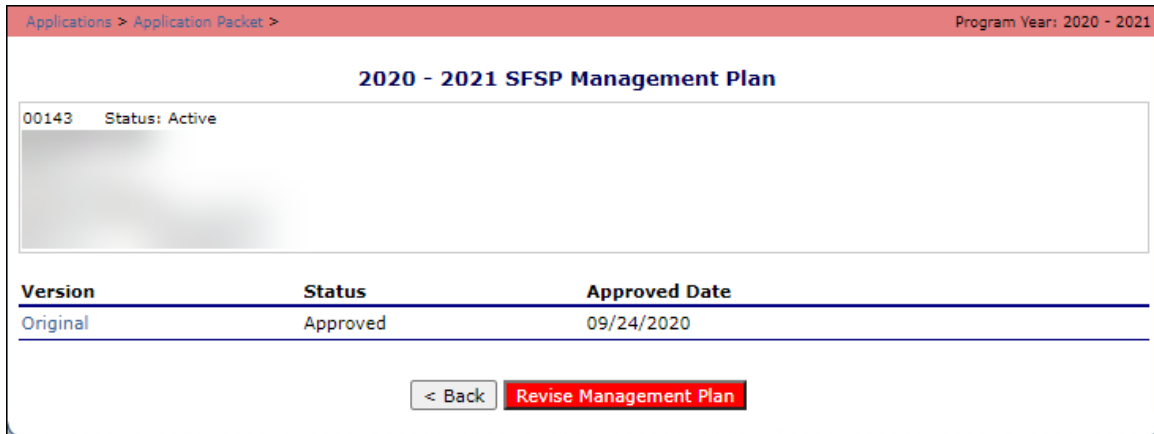 Applications > Application Packet > Program Year: 2020 - 2021
2020 - 2021 SFSP Management Plan
00143 Status: Active
Version Status Approved Date
Original Approved 09/24/2020
< Back Revise Management Plan